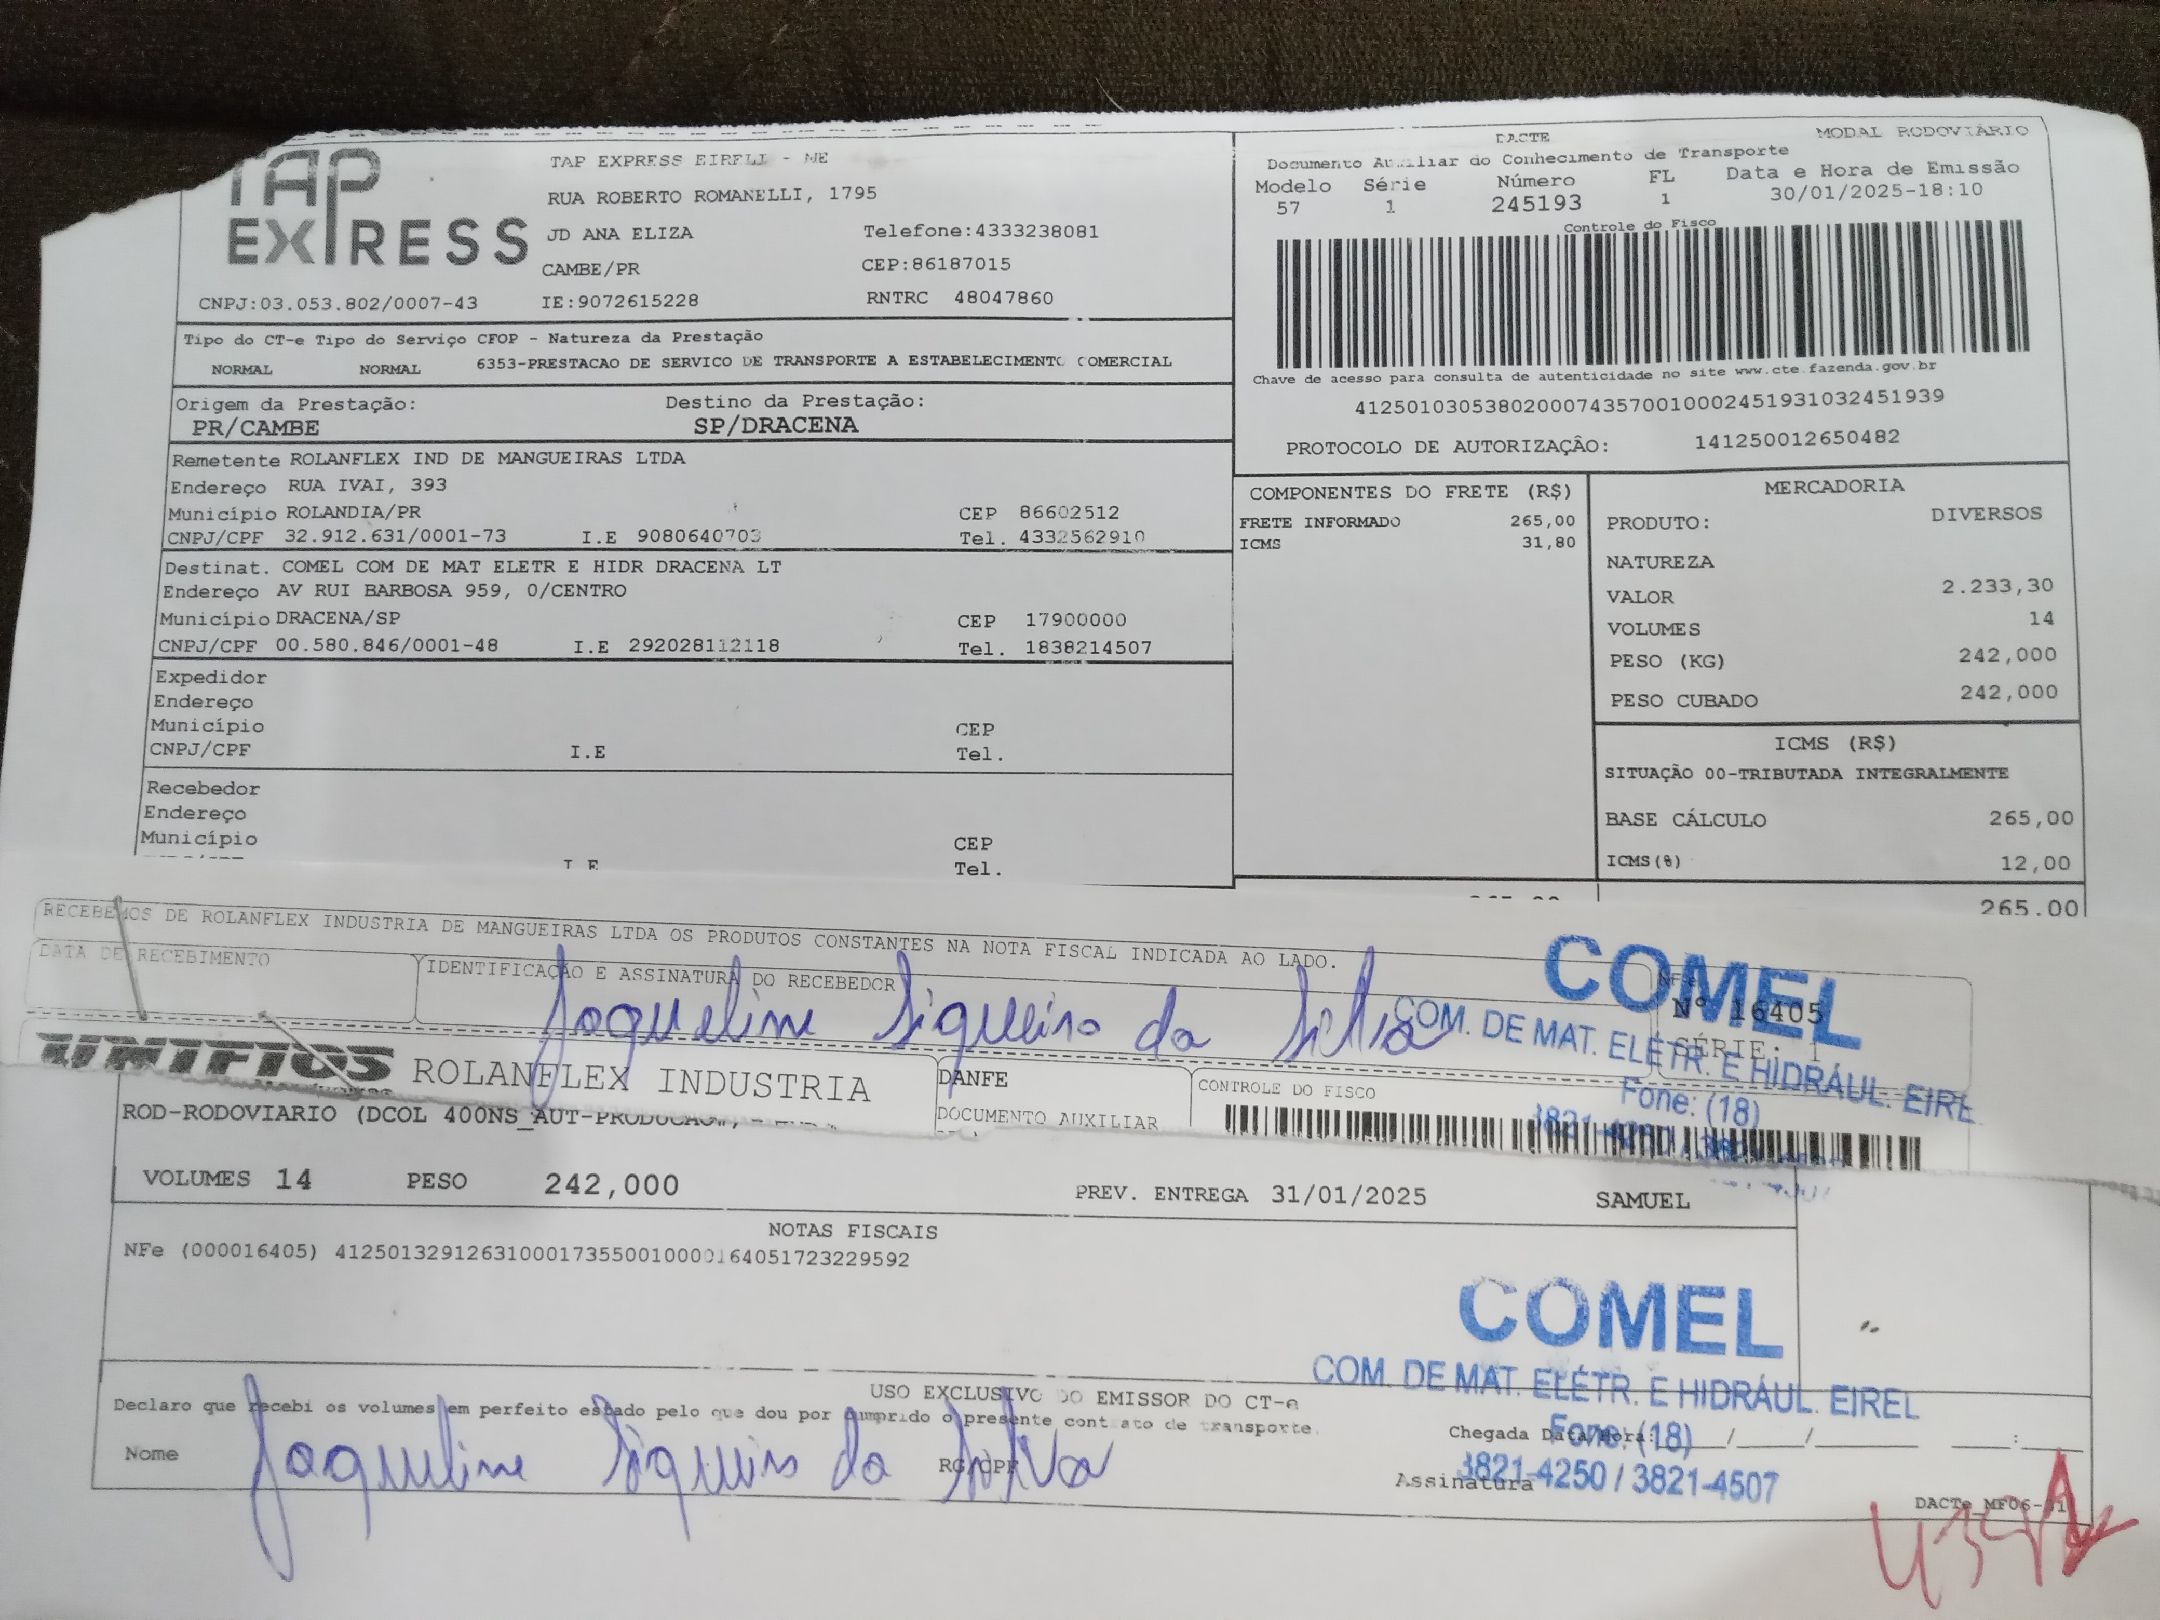 TAP EXPRESS
TAP EXPRESS EIRELI - ME
RUA ROBERTO ROMANELLI, 1795
JD ANA ELIZA Telefone:4333238081
CAMBE/PR CEP:86187015
CNPJ:03.053.802/0007-43 IE:9072615228 RNTRC 48047860
DACTE MODAL RODOVIÁRIO
Documento Auxiliar do Conhecimento de Transporte
Modelo Série Número FL Data e Hora de Emissão
57 1 245193 1 30/01/2025-18:10
Controle do Fisco
Chave de acesso para consulta de autenticidade no site www.cte.fazenda.gov.br
41250103053802000743570010002451931032451939
PROTOCOLO DE AUTORIZAÇÃO: 141250012650482
Tipo do CT-e Tipo do Serviço CFOP - Natureza da Prestação
NORMAL NORMAL 6353-PRESTACAO DE SERVICO DE TRANSPORTE A ESTABELECIMENTO COMERCIAL
Origem da Prestação: Destino da Prestação:
PR/CAMBE SP/DRACENA
Remetente ROLANFLEX IND DE MANGUEIRAS LTDA
Endereço RUA IVAI, 393
Município ROLANDIA/PR CEP 86602512
CNPJ/CPF 32.912.631/0001-73 I.E 9080640703 Tel. 4332562910
Destinat. COMEL COM DE MAT ELETR E HIDR DRACENA LT
Endereço AV RUI BARBOSA 959, 0/CENTRO
Município DRACENA/SP CEP 17900000
CNPJ/CPF 00.580.846/0001-48 I.E 292028112118 Tel. 1838214507
Expedidor
Endereço
Município CEP
CNPJ/CPF I.E Tel.
Recebedor
Endereço
Município CEP
I.E Tel.
COMPONENTES DO FRETE (R$)
FRETE INFORMADO 265,00
ICMS 31,80
MERCADORIA
PRODUTO: DIVERSOS
NATUREZA
VALOR 2.233,30
VOLUMES 14
PESO (KG) 242,000
PESO CUBADO 242,000
ICMS (R$)
SITUAÇÃO 00-TRIBUTADA INTEGRALMENTE
BASE CÁLCULO 265,00
ICMS(%) 12,00
265.00
RECEBEMOS DE ROLANFLEX INDUSTRIA DE MANGUEIRAS LTDA OS PRODUTOS CONSTANTES NA NOTA FISCAL INDICADA AO LADO.
DATA DE RECEBIMENTO IDENTIFICAÇÃO E ASSINATURA DO RECEBEDOR
Jaqueline Siqueira da Silva
NFe
Nº 16405
SÉRIE: 1
COMEL
COM. DE MAT. ELÉTR. E HIDRÁUL. EIRE
Fone: (18)
UNIFIOS ROLANFLEX INDUSTRIA
DANFE
DOCUMENTO AUXILIAR
CONTROLE DO FISCO
ROD-RODOVIARIO (DCOL 400NS_AUT-PRODUCAO
VOLUMES 14 PESO 242,000 PREV. ENTREGA 31/01/2025 SAMUEL
NOTAS FISCAIS
NFe (000016405) 41250132912631000173550010000164051723229592
COMEL
COM. DE MAT. ELÉTR. E HIDRÁUL. EIREL
Fone: (18)
3821-4250 / 3821-4507
USO EXCLUSIVO DO EMISSOR DO CT-e
Declaro que recebi os volumes em perfeito estado pelo que dou por cumprido o presente contrato de transporte.
Chegada Data Hora: __/__/____ __:__
Nome Jaqueline Siqueira da Silva RG/CPF
Assinatura
DACTe MF06-01